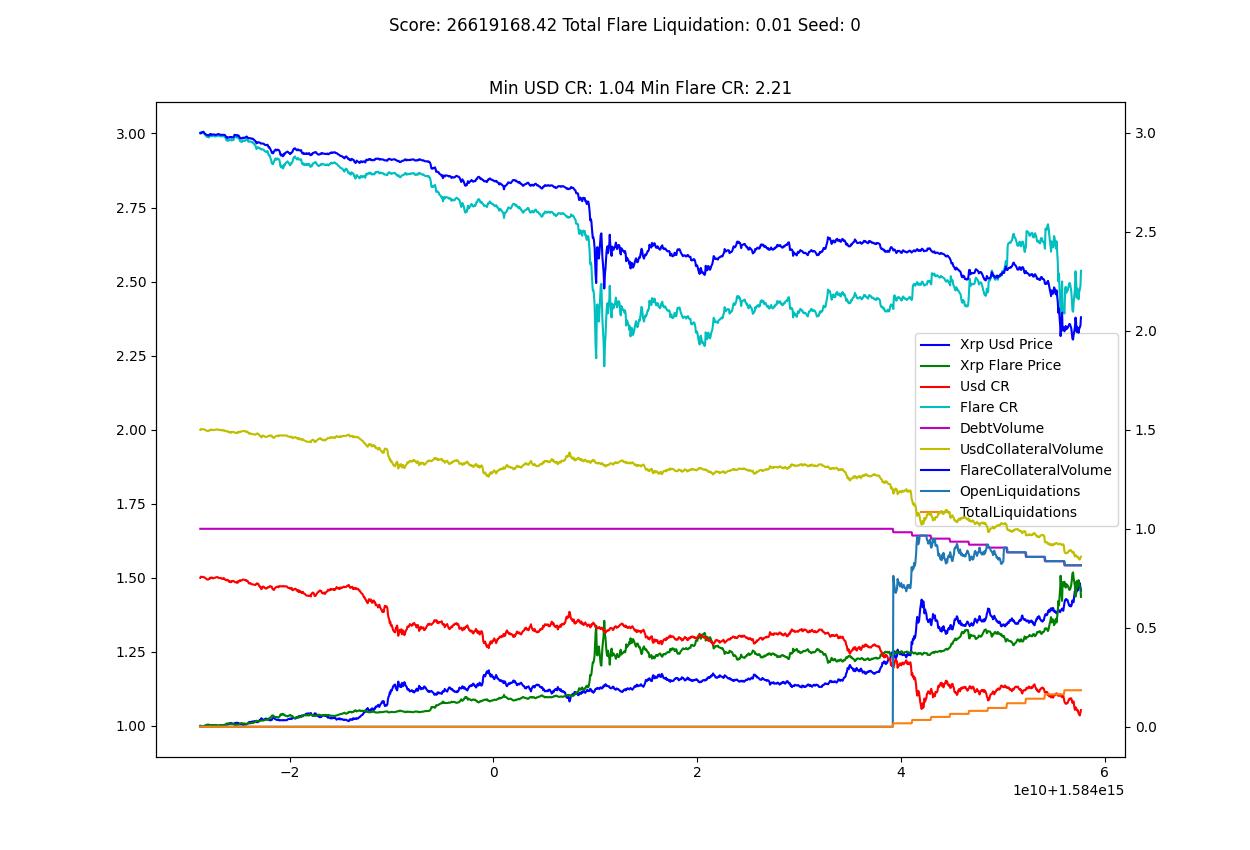 Score: 26619168.42 Total Flare Liquidation: 0.01 Seed: 0
Min USD CR: 1.04 Min Flare CR: 2.21
3.00
2.75
2.50
2.25
2.00
1.75
1.50
1.25
1.00
3.0
2.5
2.0
1.5
1.0
0.5
0.0
Xrp Usd Price
Xrp Flare Price
Usd CR
Flare CR
DebtVolume
UsdCollateralVolume
FlareCollateralVolume
OpenLiquidations
TotalLiquidations
−2 0 2 4 6
1e10+1.584e15